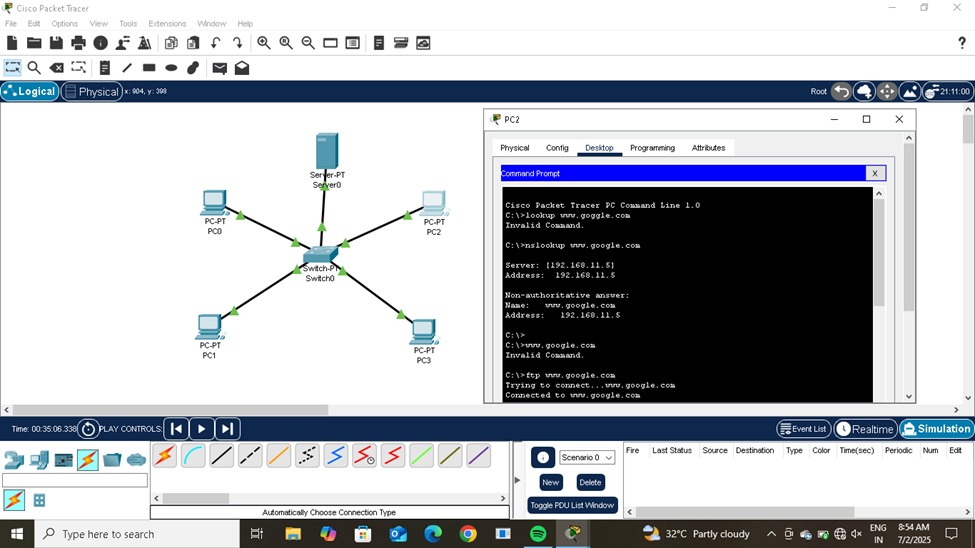 Cisco Packet Tracer
File Edit Options View Tools Extensions Window Help
Logical Physical x: 984, y: 398 Root 21:11:00
PC2
Physical Config Desktop Programming Attributes
Command Prompt X
Cisco Packet Tracer PC Command Line 1.0
C:\>lookup www.goggle.com
Invalid Command.
C:\>nslookup www.google.com
Server: [192.168.11.5]
Address: 192.168.11.5
Non-authoritative answer:
Name: www.google.com
Address: 192.168.11.5
C:\>
C:\>www.google.com
Invalid Command.
C:\>ftp www.google.com
Trying to connect...www.google.com
Connected to www.google.com
Server-PT
Server0
PC-PT
PC0
PC-PT
PC2
Switch-PT
Switch0
PC-PT
PC1
PC-PT
PC3
Time: 00:35:06.338 PLAY CONTROLS: Event List Realtime Simulation
Scenario 0
New Delete
Toggle PDU List Window
Fire Last Status Source Destination Type Color Time(sec) Periodic Num Edit
Automatically Choose Connection Type
Type here to search
32°C Partly cloudy
ENG
IN
8:54 AM
7/2/2025